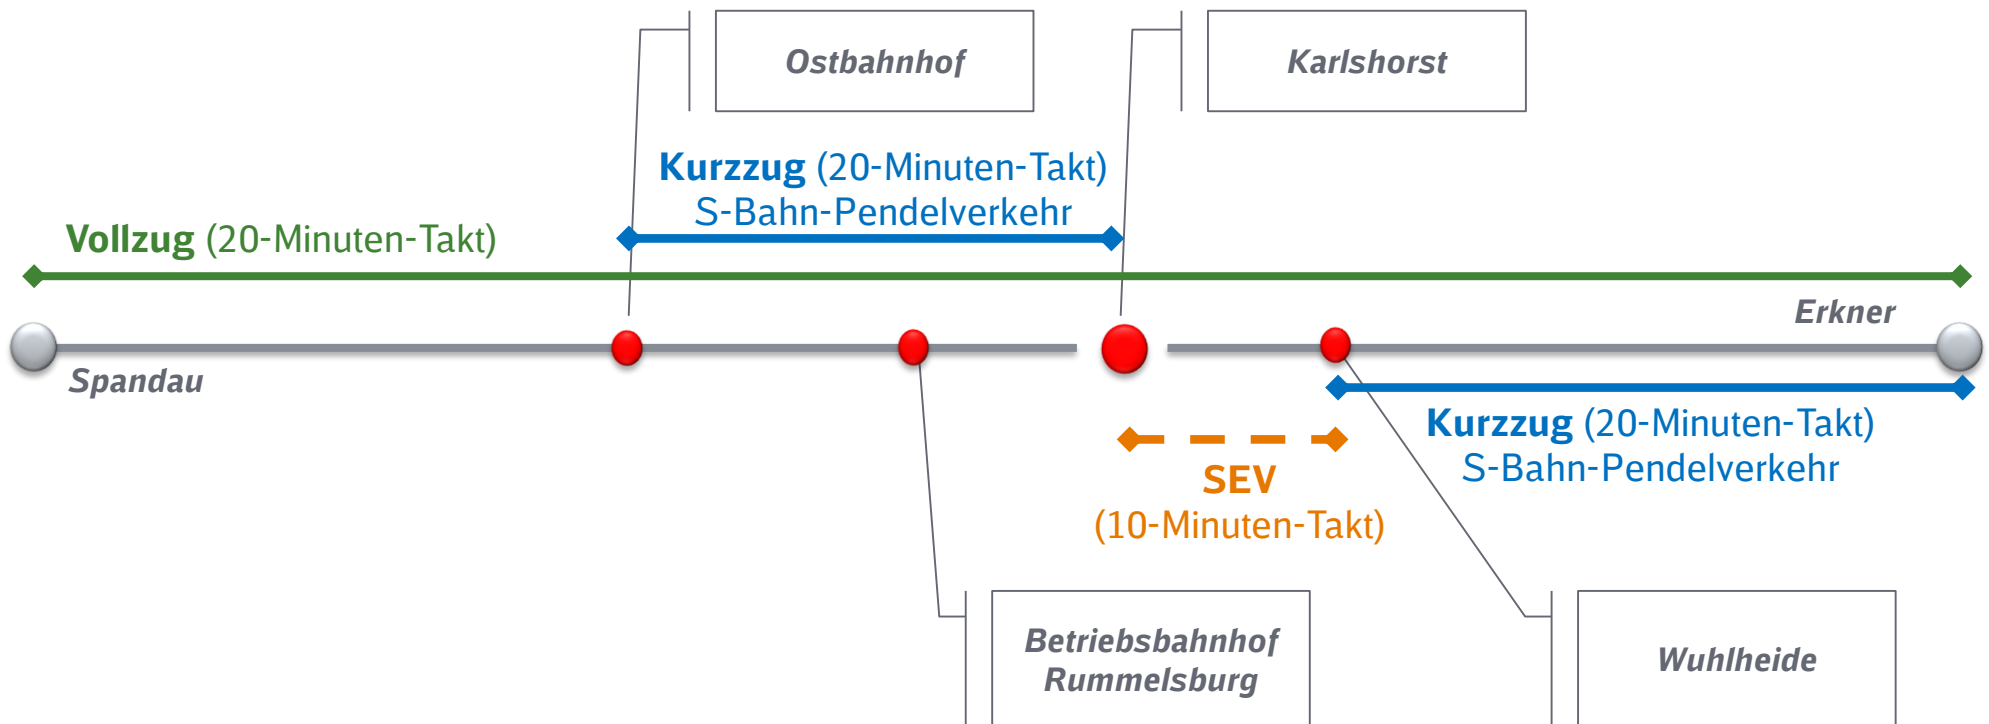 Ostbahnhof
Karlshorst
Kurzzug (20-Minuten-Takt)
S-Bahn-Pendelverkehr
Vollzug (20-Minuten-Takt)
Erkner
Spandau
Kurzzug (20-Minuten-Takt)
S-Bahn-Pendelverkehr
SEV
(10-Minuten-Takt)
Betriebsbahnhof
Rummelsburg
Wuhlheide